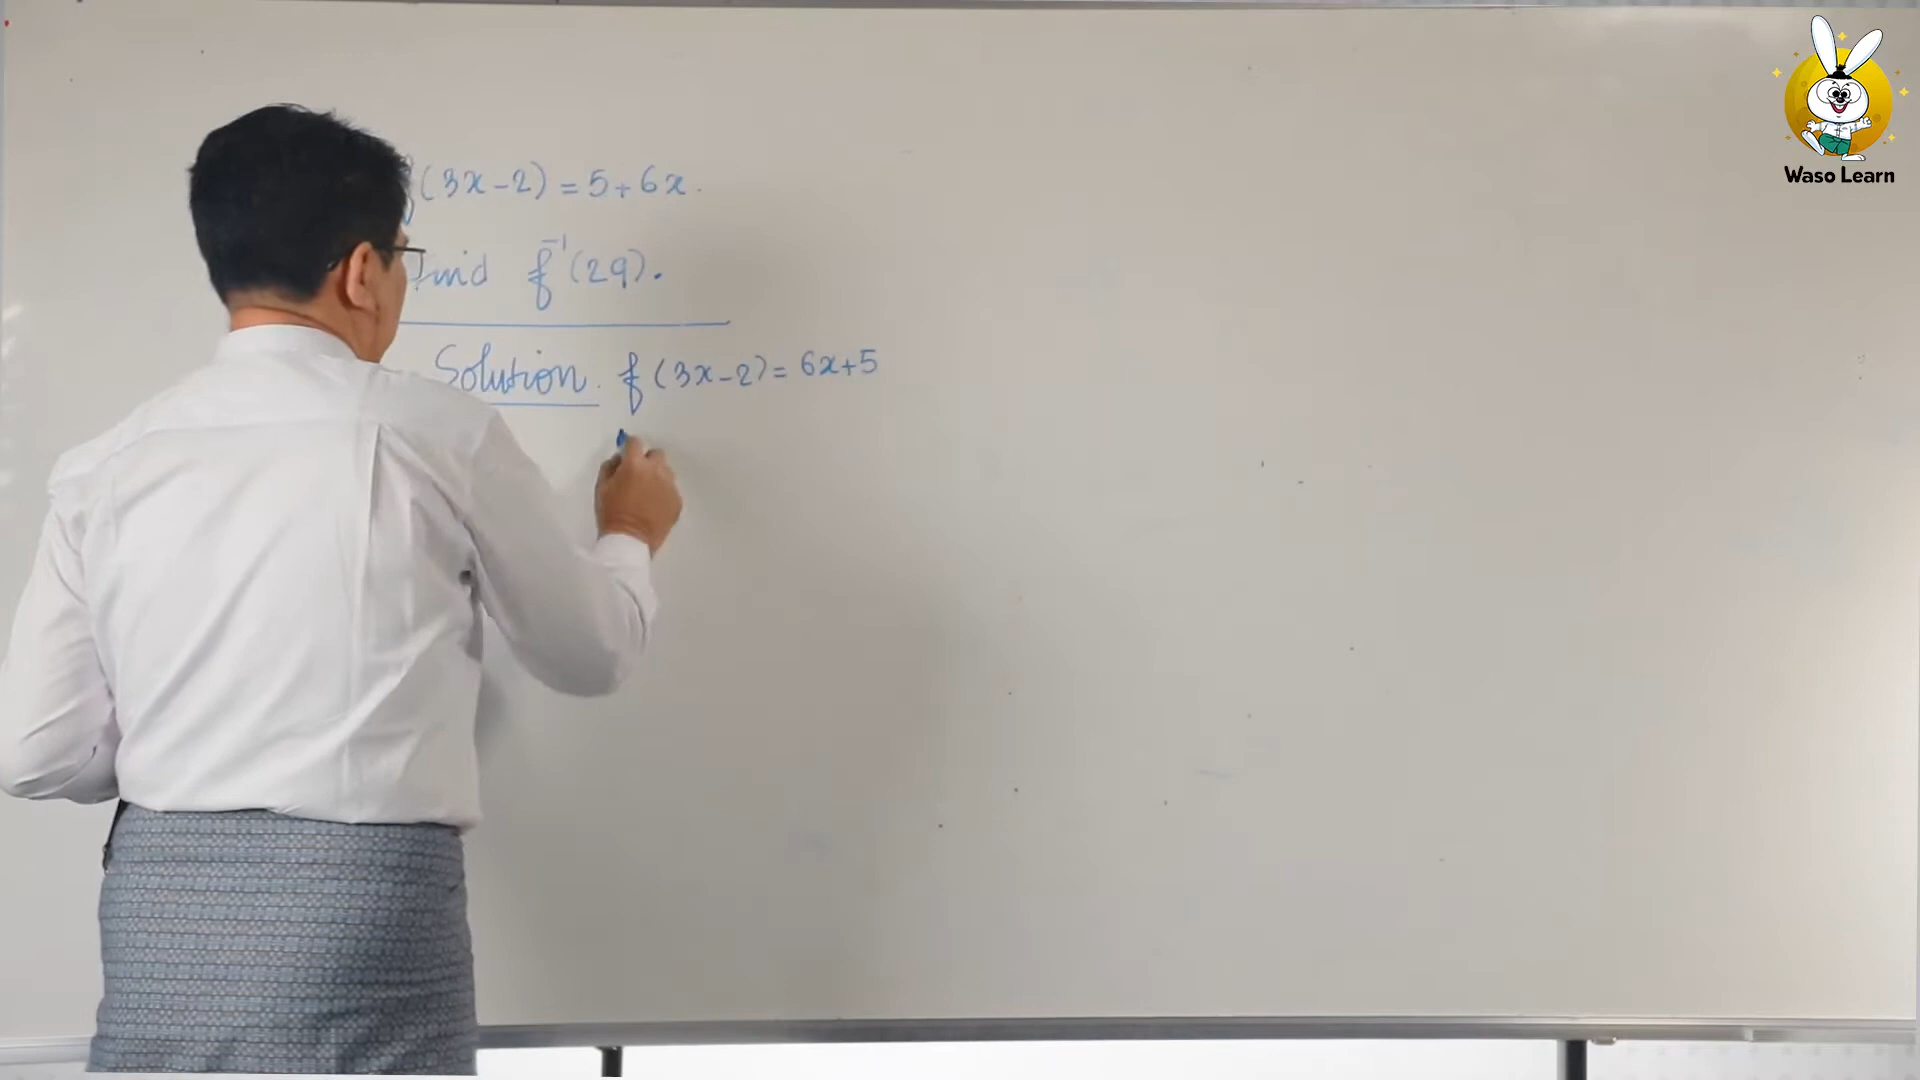 f(3x-2) = 5+6x.
Find f⁻¹(29).
Solution. f(3x-2) = 6x+5
Waso Learn